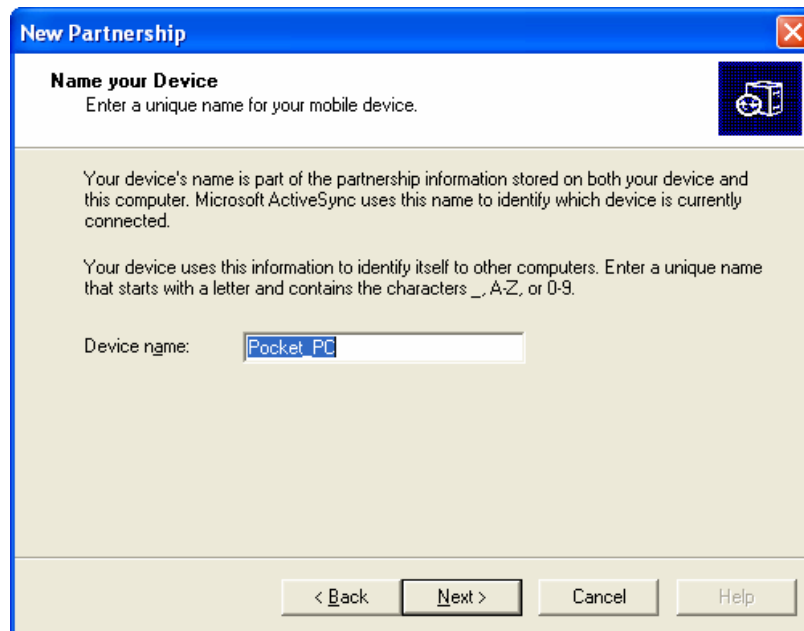 New Partnership
Name your Device
Enter a unique name for your mobile device.
Your device's name is part of the partnership information stored on both your device and
this computer. Microsoft ActiveSync uses this name to identify which device is currently
connected.
Your device uses this information to identify itself to other computers. Enter a unique name
that starts with a letter and contains the characters _, A-Z, or 0-9.
Device name: Pocket_PC
< Back Next > Cancel Help